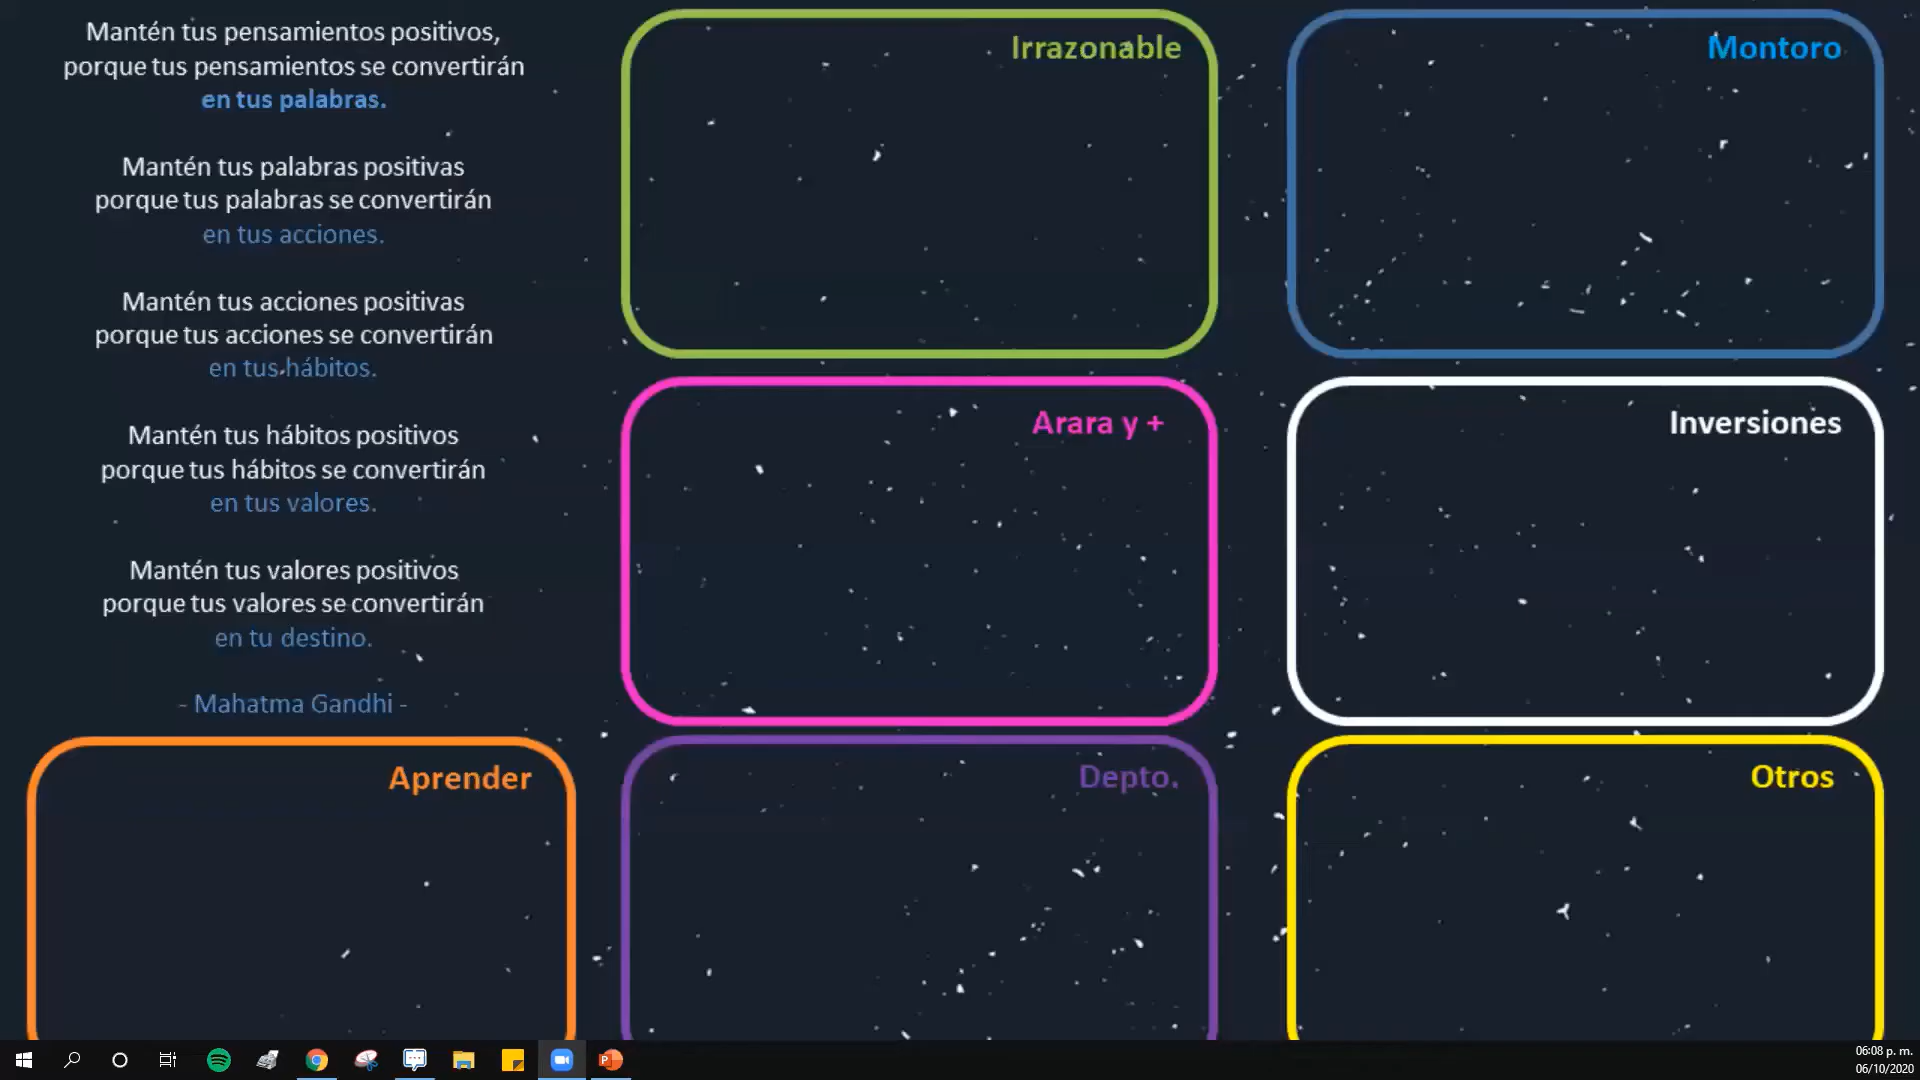 Mantén tus pensamientos positivos,
porque tus pensamientos se convertirán
en tus palabras.
Mantén tus palabras positivas
porque tus palabras se convertirán
en tus acciones.
Mantén tus acciones positivas
porque tus acciones se convertirán
en tus hábitos.
Mantén tus hábitos positivos
porque tus hábitos se convertirán
en tus valores.
Mantén tus valores positivos
porque tus valores se convertirán
en tu destino.
- Mahatma Gandhi -
Irrazonable
Montoro
Arara y +
Inversiones
Aprender
Depto.
Otros
06:08 p. m.
06/10/2020